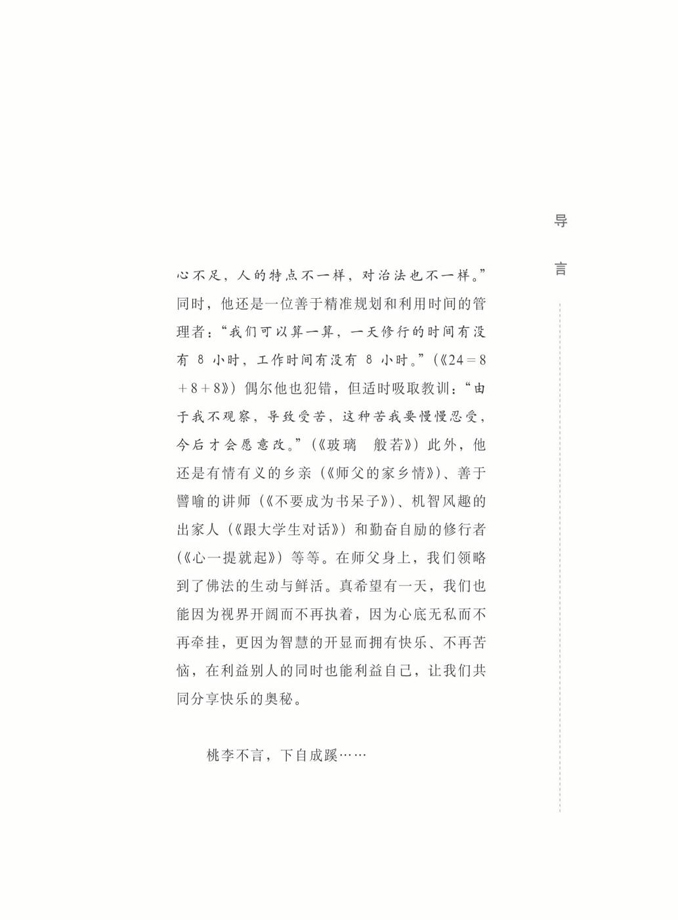 导言
心不足，人的特点不一样，对治法也不一样。”
同时，他还是一位善于精准规划和利用时间的管
理者：“我们可以算一算，一天修行的时间有没
有 8 小时，工作时间有没有 8 小时。”（《24＝8
＋8＋8》）偶尔他也犯错，但适时吸取教训：“由
于我不观察，导致受苦，这种苦我要慢慢忍受，
今后才会愿意改。”（《玻璃　般若》）此外，他
还是有情有义的乡亲（《师父的家乡情》）、善于
譬喻的讲师（《不要成为书呆子》）、机智风趣的
出家人（《跟大学生对话》）和勤奋自励的修行者
（《心一提就起》）等等。在师父身上，我们领略
到了佛法的生动与鲜活。真希望有一天，我们也
能因为视界开阔而不再执着，因为心底无私而不
再牵挂，更因为智慧的开显而拥有快乐、不再苦
恼，在利益别人的同时也能利益自己，让我们共
同分享快乐的奥秘。
桃李不言，下自成蹊……